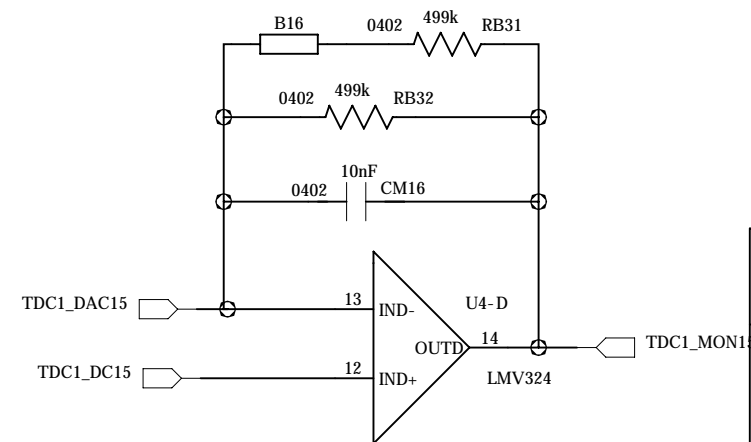 B16
0402 499k RB31
0402 499k RB32
10nF
0402 CM16
TDC1_DAC15 13 IND- U4-D
OUTD 14 TDC1_MON15
TDC1_DC15 12 IND+ LMV324